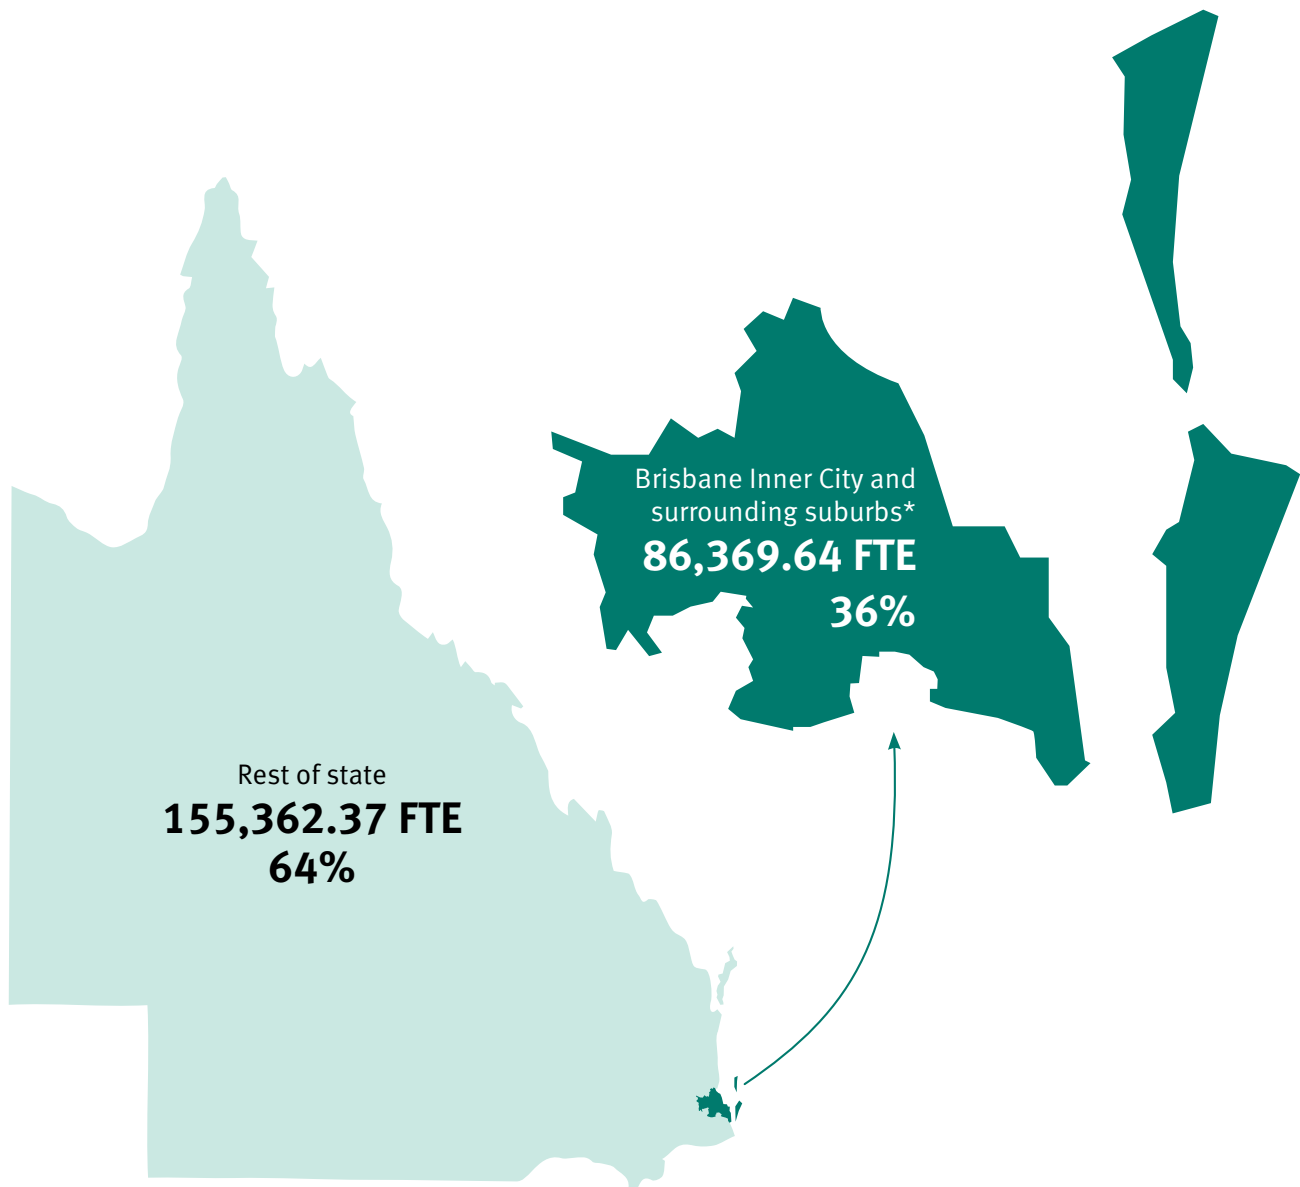 Brisbane Inner City and
surrounding suburbs*
86,369.64 FTE
36%
Rest of state
155,362.37 FTE
64%